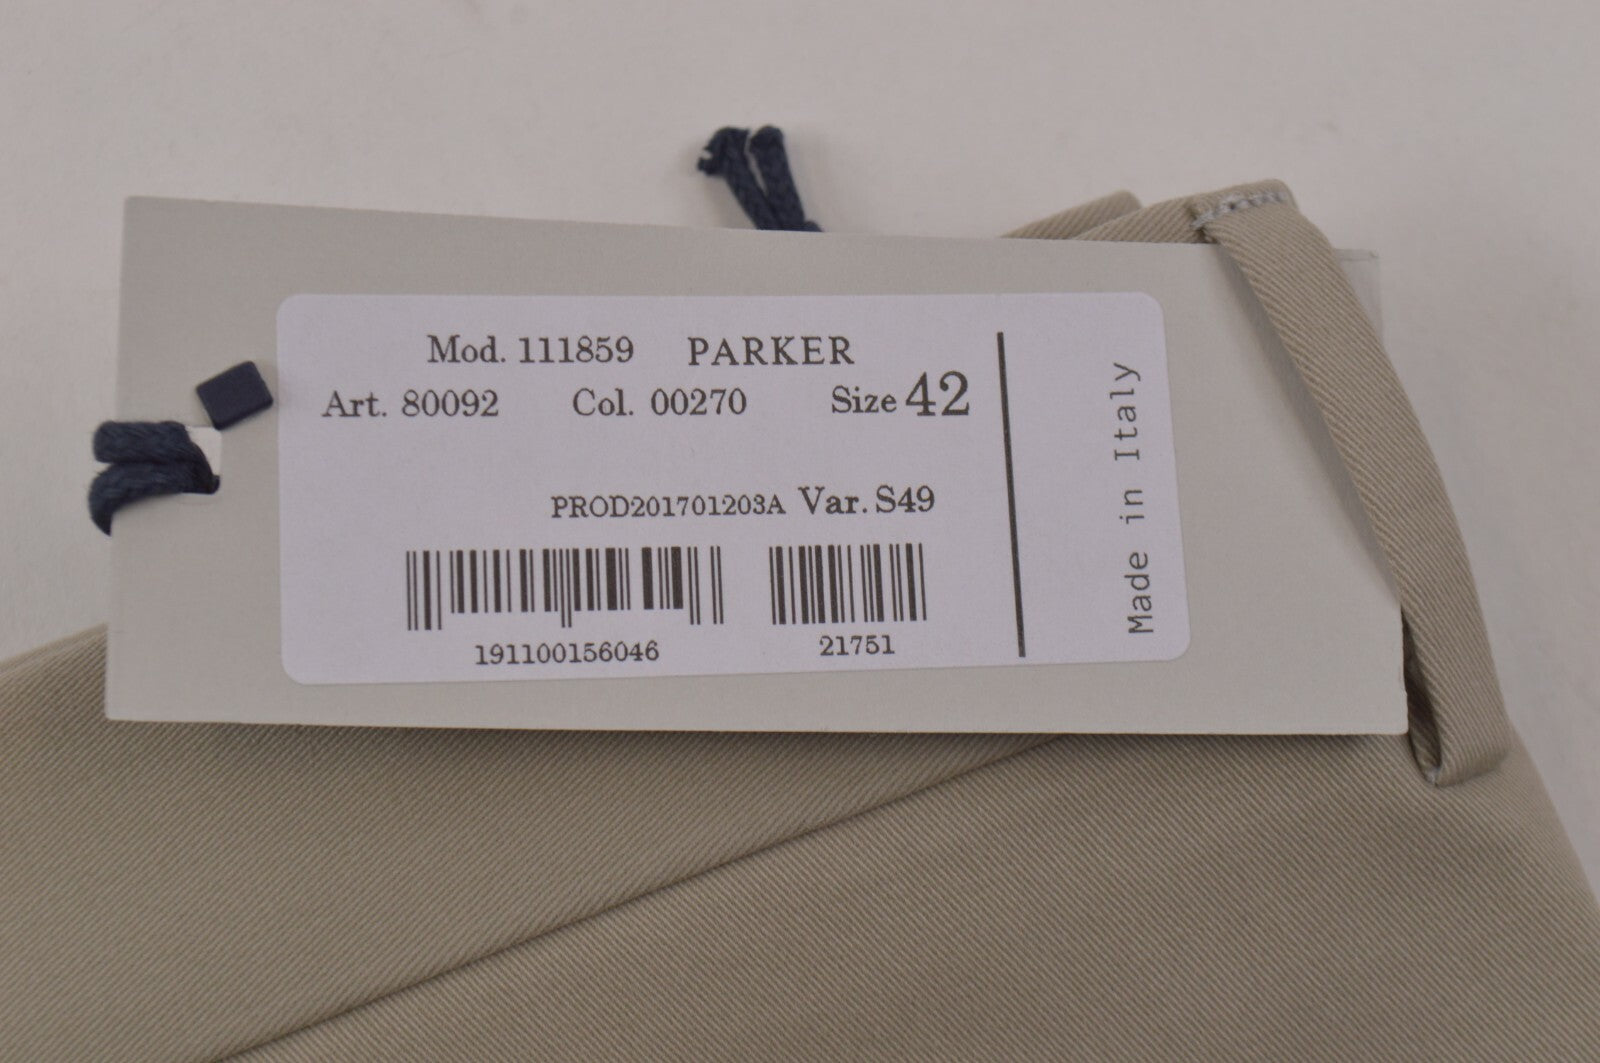 Mod. 111859 PARKER
Art. 80092 Col. 00270 Size 42
PROD201701203A Var. S49
191100156046 21751
Made in Italy